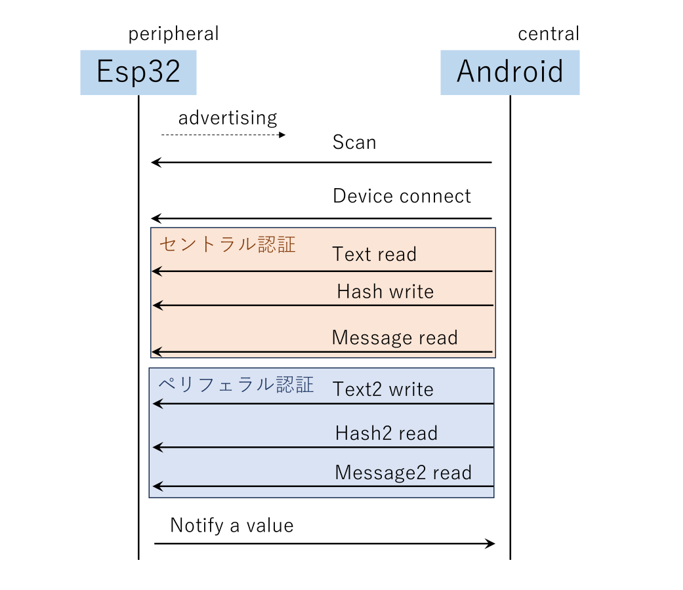 peripheral
central
Esp32
Android
advertising
Scan
Device connect
セントラル認証
Text read
Hash write
Message read
ペリフェラル認証
Text2 write
Hash2 read
Message2 read
Notify a value